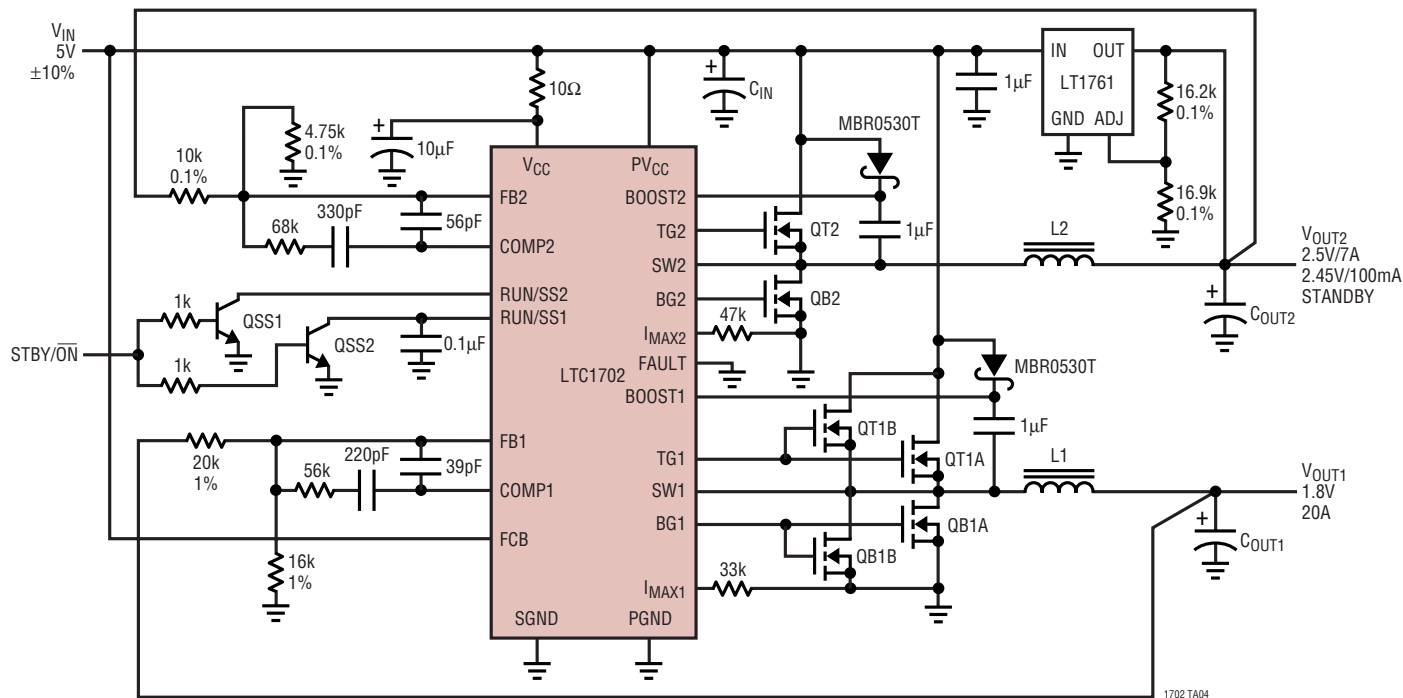 V_IN
5V
±10%
10Ω
10µF
+
4.75k
0.1%
10k
0.1%
330pF
68k
56pF
1k
QSS1
STBY/O̅N̅
1k
QSS2
0.1µF
20k
1%
220pF
56k
39pF
16k
1%
V_CC
PV_CC
FB2
COMP2
RUN/SS2
RUN/SS1
LTC1702
FB1
COMP1
FCB
SGND
PGND
BOOST2
TG2
SW2
BG2
I_MAX2
FAULT
BOOST1
TG1
SW1
BG1
I_MAX1
+
C_IN
MBR0530T
QT2
1µF
QB2
47k
1µF
IN
OUT
LT1761
GND
ADJ
16.2k
0.1%
16.9k
0.1%
L2
V_OUT2
2.5V/7A
2.45V/100mA
STANDBY
+
C_OUT2
MBR0530T
1µF
QT1B
QT1A
QB1A
QB1B
33k
L1
V_OUT1
1.8V
20A
+
C_OUT1
1702 TA04